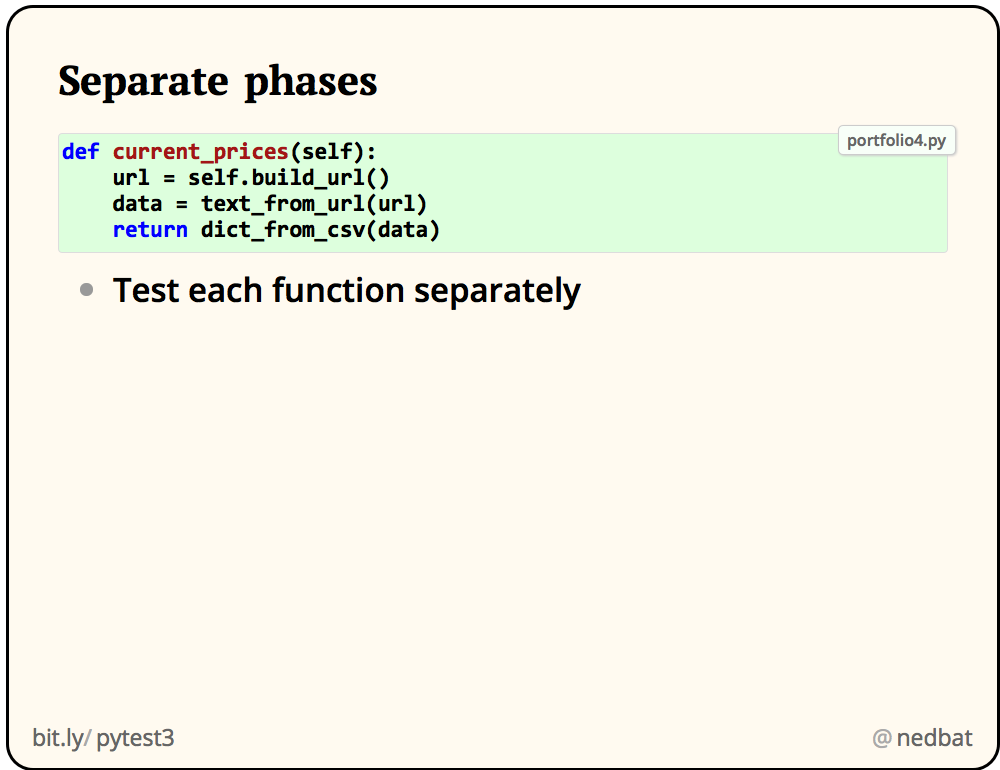 Separate phases
portfolio4.py
def current_prices(self):
    url = self.build_url()
    data = text_from_url(url)
    return dict_from_csv(data)
Test each function separately
bit.ly/ pytest3
@ nedbat